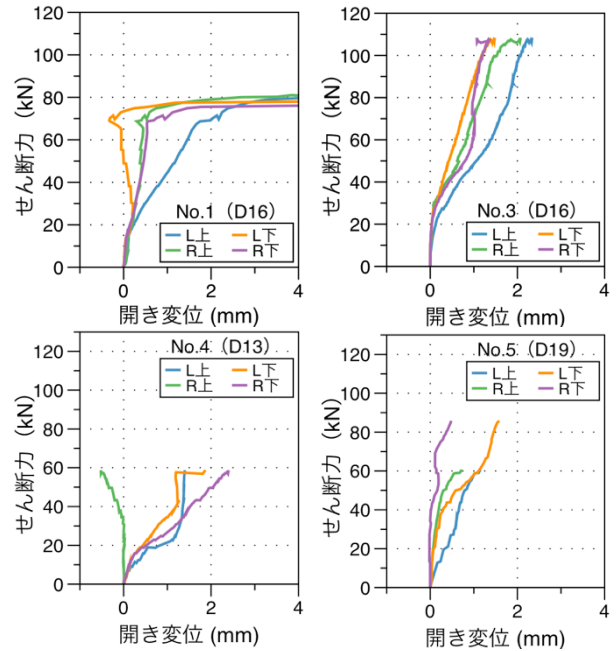 120
100
80
60
40
20
0
せん断力 (kN)
No.1 (D16)
L上 L下
R上 R下
0 2 4
開き変位 (mm)
120
100
80
60
40
20
0
せん断力 (kN)
No.3 (D16)
L上 L下
R上 R下
0 2 4
開き変位 (mm)
120
100
80
60
40
20
0
せん断力 (kN)
No.4 (D13)
L上 L下
R上 R下
0 2 4
開き変位 (mm)
120
100
80
60
40
20
0
せん断力 (kN)
No.5 (D19)
L上 L下
R上 R下
0 2 4
開き変位 (mm)